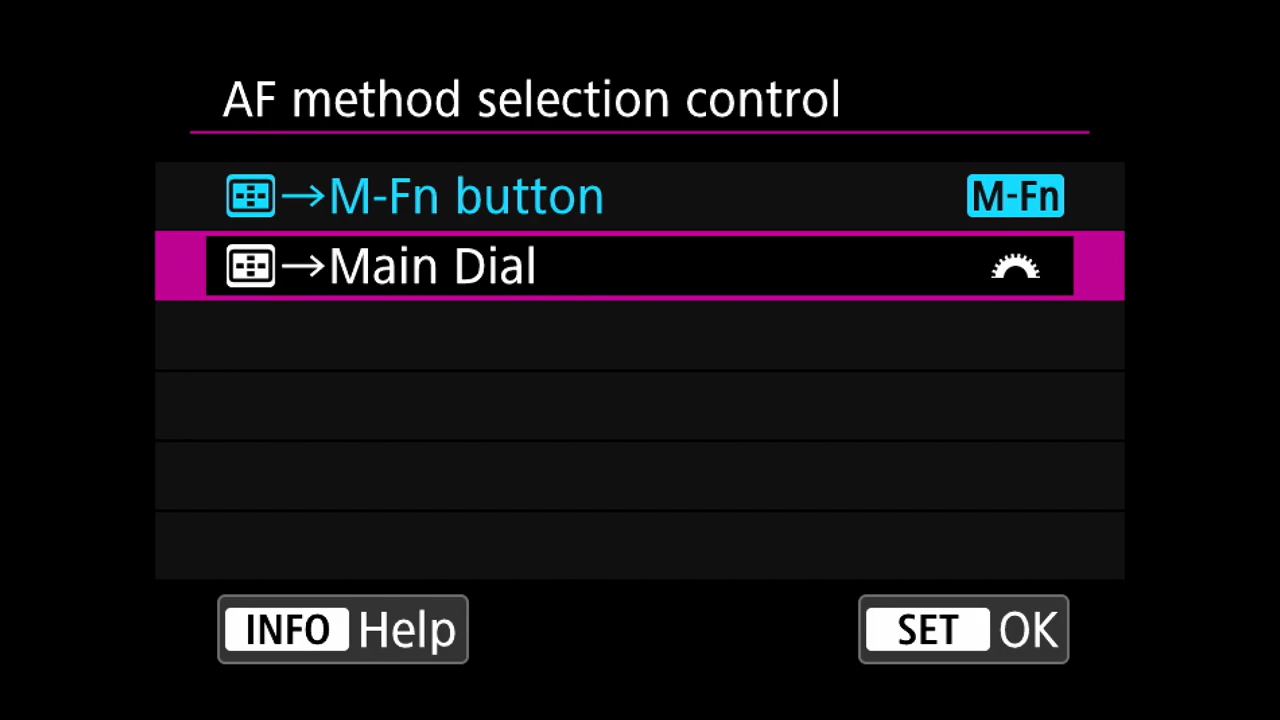 AF method selection control
→M-Fn button M-Fn
→Main Dial
INFO Help SET OK